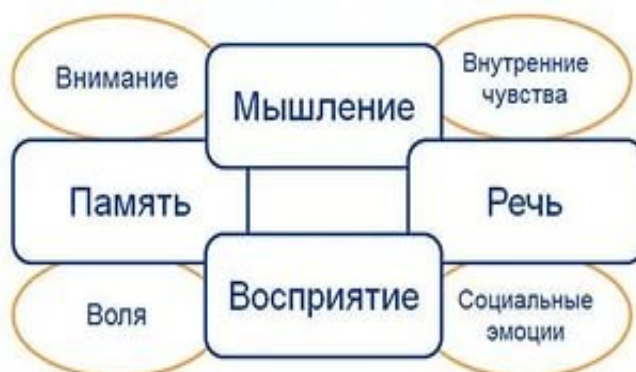 Внимание
Мышление
Внутренние
чувства
Память
Речь
Воля
Восприятие
Социальные
эмоции